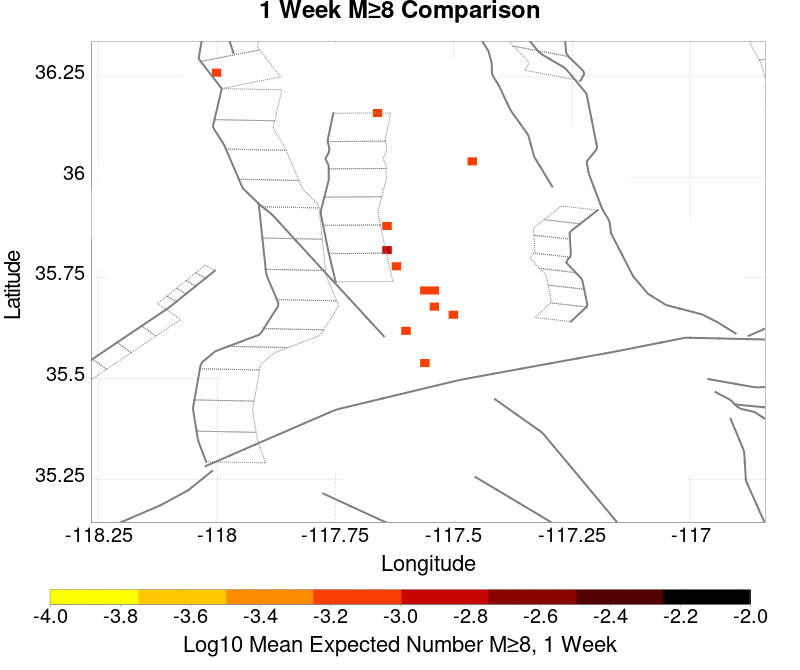 1 Week M≥8 Comparison
36.25
36
35.75
35.5
35.25
Latitude
-118.25 -118 -117.75 -117.5 -117.25 -117
Longitude
-4.0 -3.8 -3.6 -3.4 -3.2 -3.0 -2.8 -2.6 -2.4 -2.2 -2.0
Log10 Mean Expected Number M≥8, 1 Week